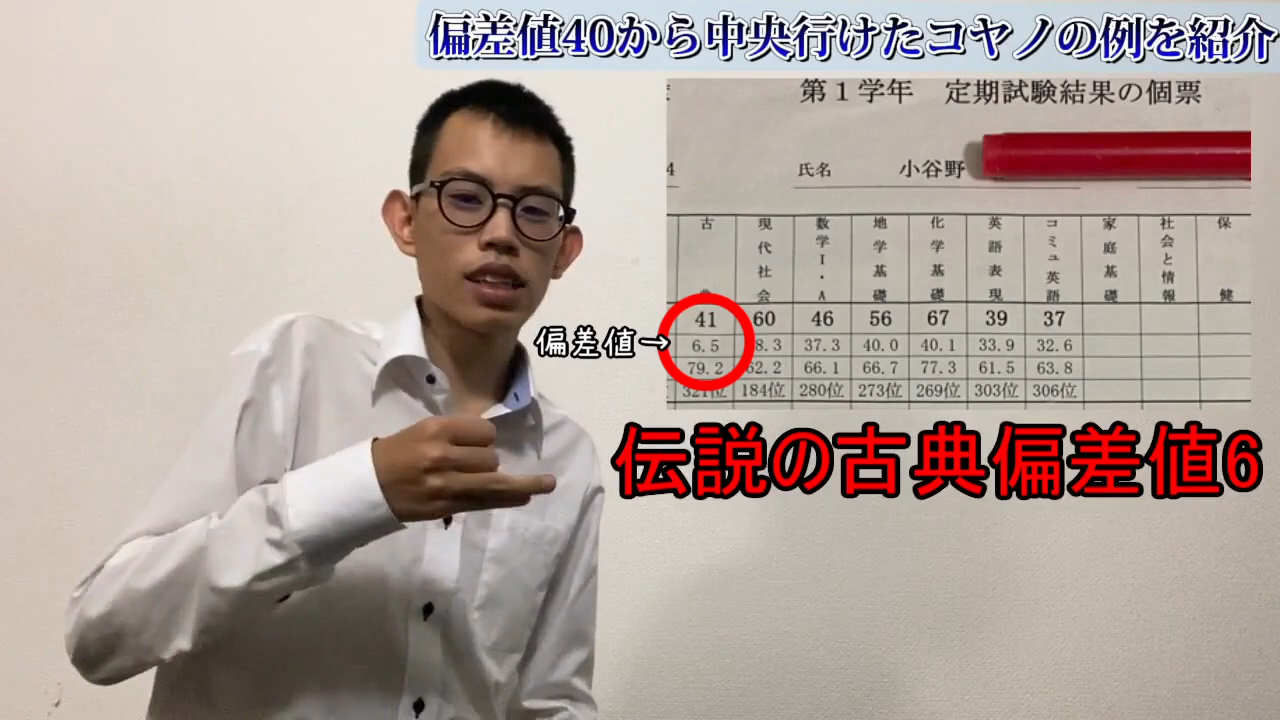 偏差値40から中央行けたコヤノの例を紹介
第1学年 定期試験結果の個票
4 氏名 小谷野
古 現代社会 数学I・A 地学基礎 化学基礎 英語表現 コミュ英語 家庭基礎 社会と情報 保健
41 60 46 56 67 39 37
偏差値→ 6.5 8.3 37.3 40.0 40.1 33.9 32.6
79.2 62.2 66.1 66.7 77.3 61.5 63.8
321位 184位 280位 273位 269位 303位 306位
伝説の古典偏差値6